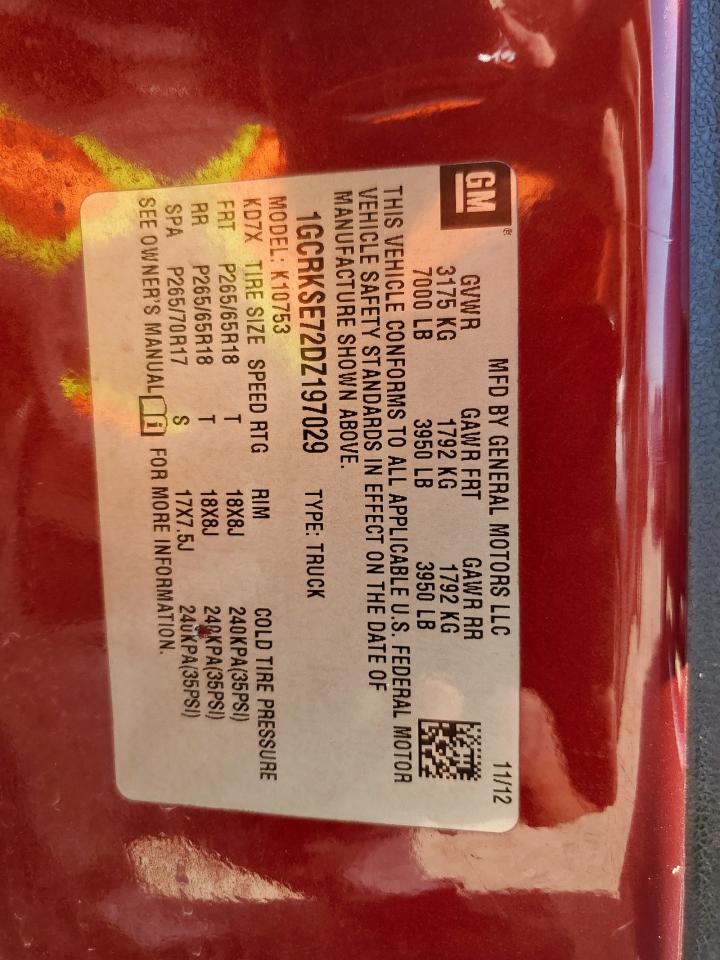 GM®
MFD BY GENERAL MOTORS LLC 11/12
GVWR GAWR FRT GAWR RR
3175 KG 1792 KG 1792 KG
7000 LB 3950 LB 3950 LB
THIS VEHICLE CONFORMS TO ALL APPLICABLE U.S. FEDERAL MOTOR
VEHICLE SAFETY STANDARDS IN EFFECT ON THE DATE OF
MANUFACTURE SHOWN ABOVE.
1GCRKSE72DZ197029 TYPE: TRUCK
MODEL: K10753
KD7X TIRE SIZE SPEED RTG RIM COLD TIRE PRESSURE
FRT P265/65R18 T 18X8J 240KPA(35PSI)
RR P265/65R18 T 18X8J 240KPA(35PSI)
SPA P265/70R17 S 17X7.5J 240KPA(35PSI)
SEE OWNER'S MANUAL FOR MORE INFORMATION.